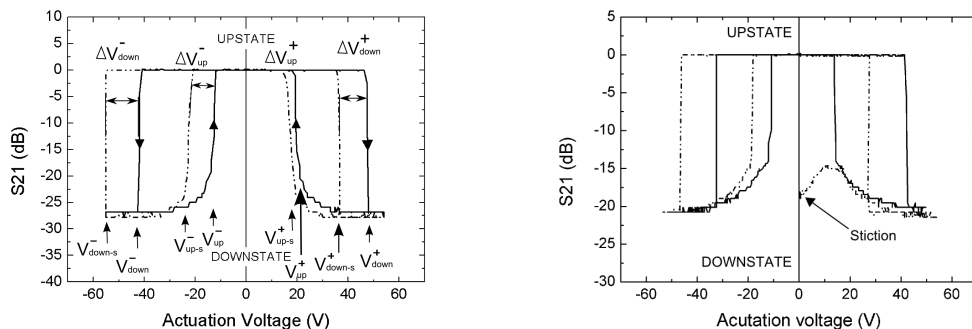 10
5
0
-5
-10
-15
-20
-25
-30
-35
-40
S21 (dB)
UPSTATE
ΔV⁻down
ΔV⁻up
ΔV⁺up
ΔV⁺down
V⁻down-s
V⁻down
V⁻up-s
V⁻up
V⁺up-s
V⁺up
V⁺down-s
V⁺down
DOWNSTATE
-60 -40 -20 0 20 40 60
Actuation Voltage (V)
5
0
-5
-10
-15
-20
-25
-30
S21 (dB)
UPSTATE
Stiction
DOWNSTATE
-60 -40 -20 0 20 40 60
Acutation voltage (V)